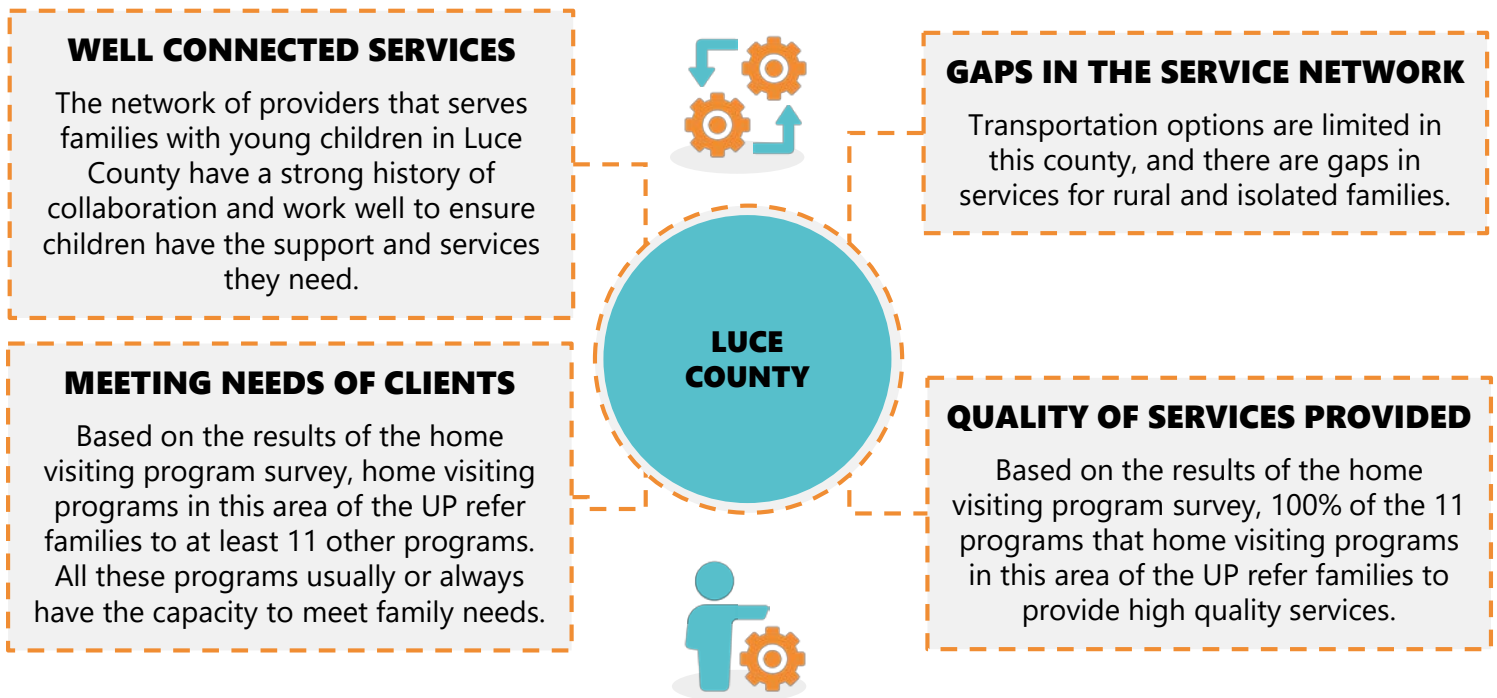 WELL CONNECTED SERVICES
The network of providers that serves
families with young children in Luce
County have a strong history of
collaboration and work well to ensure
children have the support and services
they need.
GAPS IN THE SERVICE NETWORK
Transportation options are limited in
this county, and there are gaps in
services for rural and isolated families.
LUCE
COUNTY
MEETING NEEDS OF CLIENTS
Based on the results of the home
visiting program survey, home visiting
programs in this area of the UP refer
families to at least 11 other programs.
All these programs usually or always
have the capacity to meet family needs.
QUALITY OF SERVICES PROVIDED
Based on the results of the home
visiting program survey, 100% of the 11
programs that home visiting programs
in this area of the UP refer families to
provide high quality services.